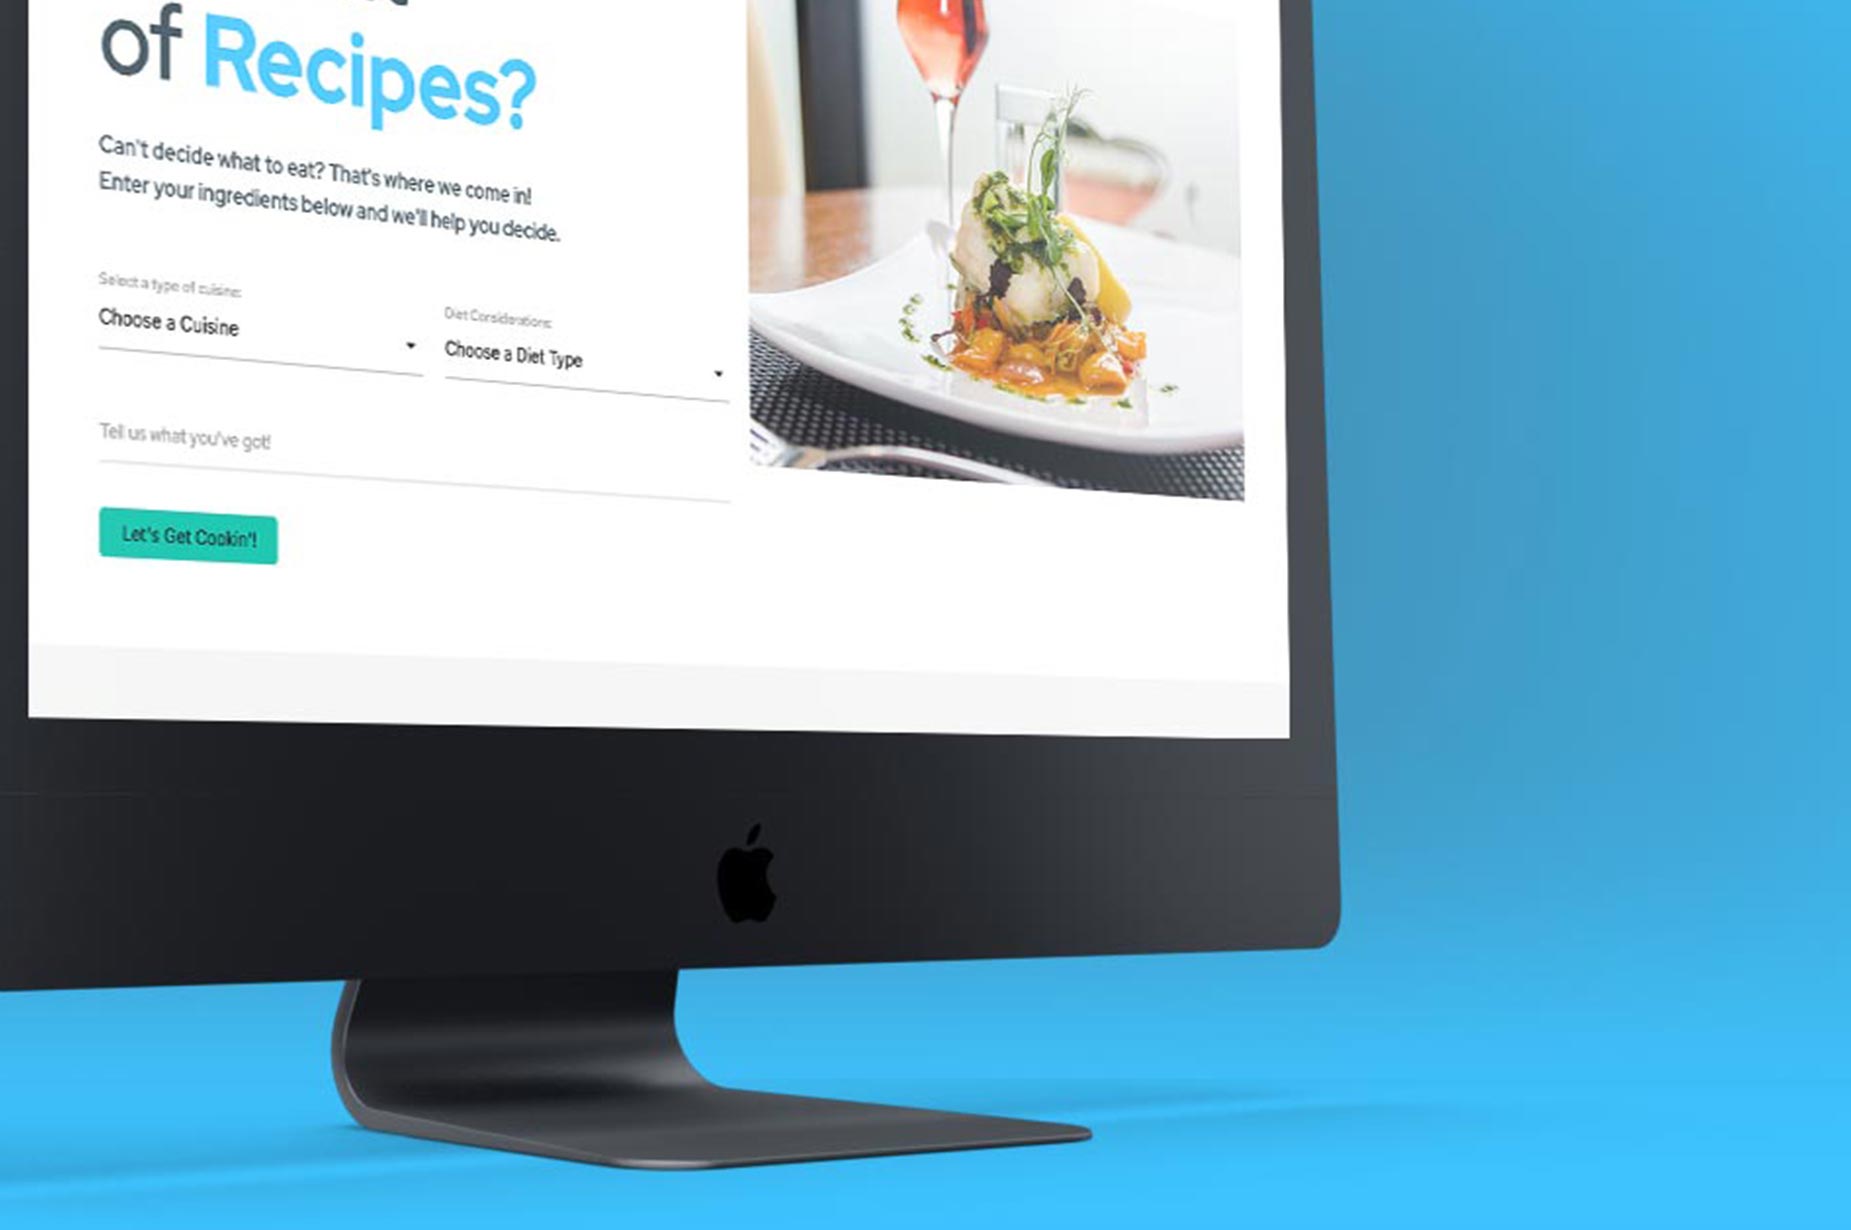 of Recipes?
Can't decide what to eat? That's where we come in!
Enter your ingredients below and we'll help you decide.
Select a type of cuisine:
Choose a Cuisine
Diet Considerations:
Choose a Diet Type
Tell us what you've got!
Let's Get Cookin'!